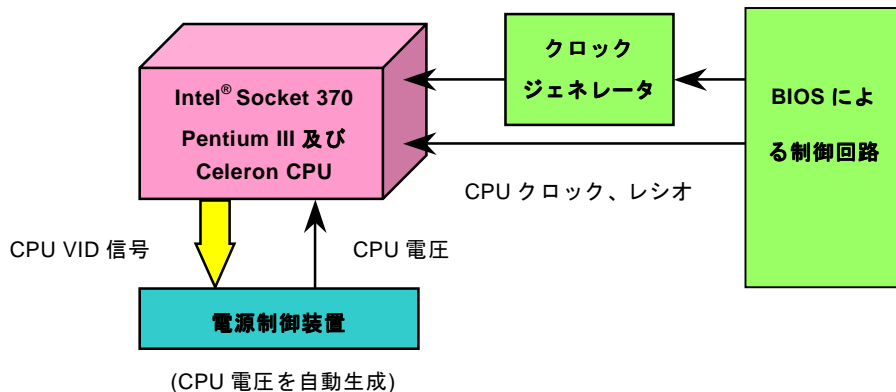 クロック
ジェネレータ
Intel® Socket 370
Pentium III 及び
Celeron CPU
BIOS によ
る制御回路
CPU クロック、レシオ
CPU VID 信号
CPU 電圧
電源制御装置
(CPU 電圧を自動生成)